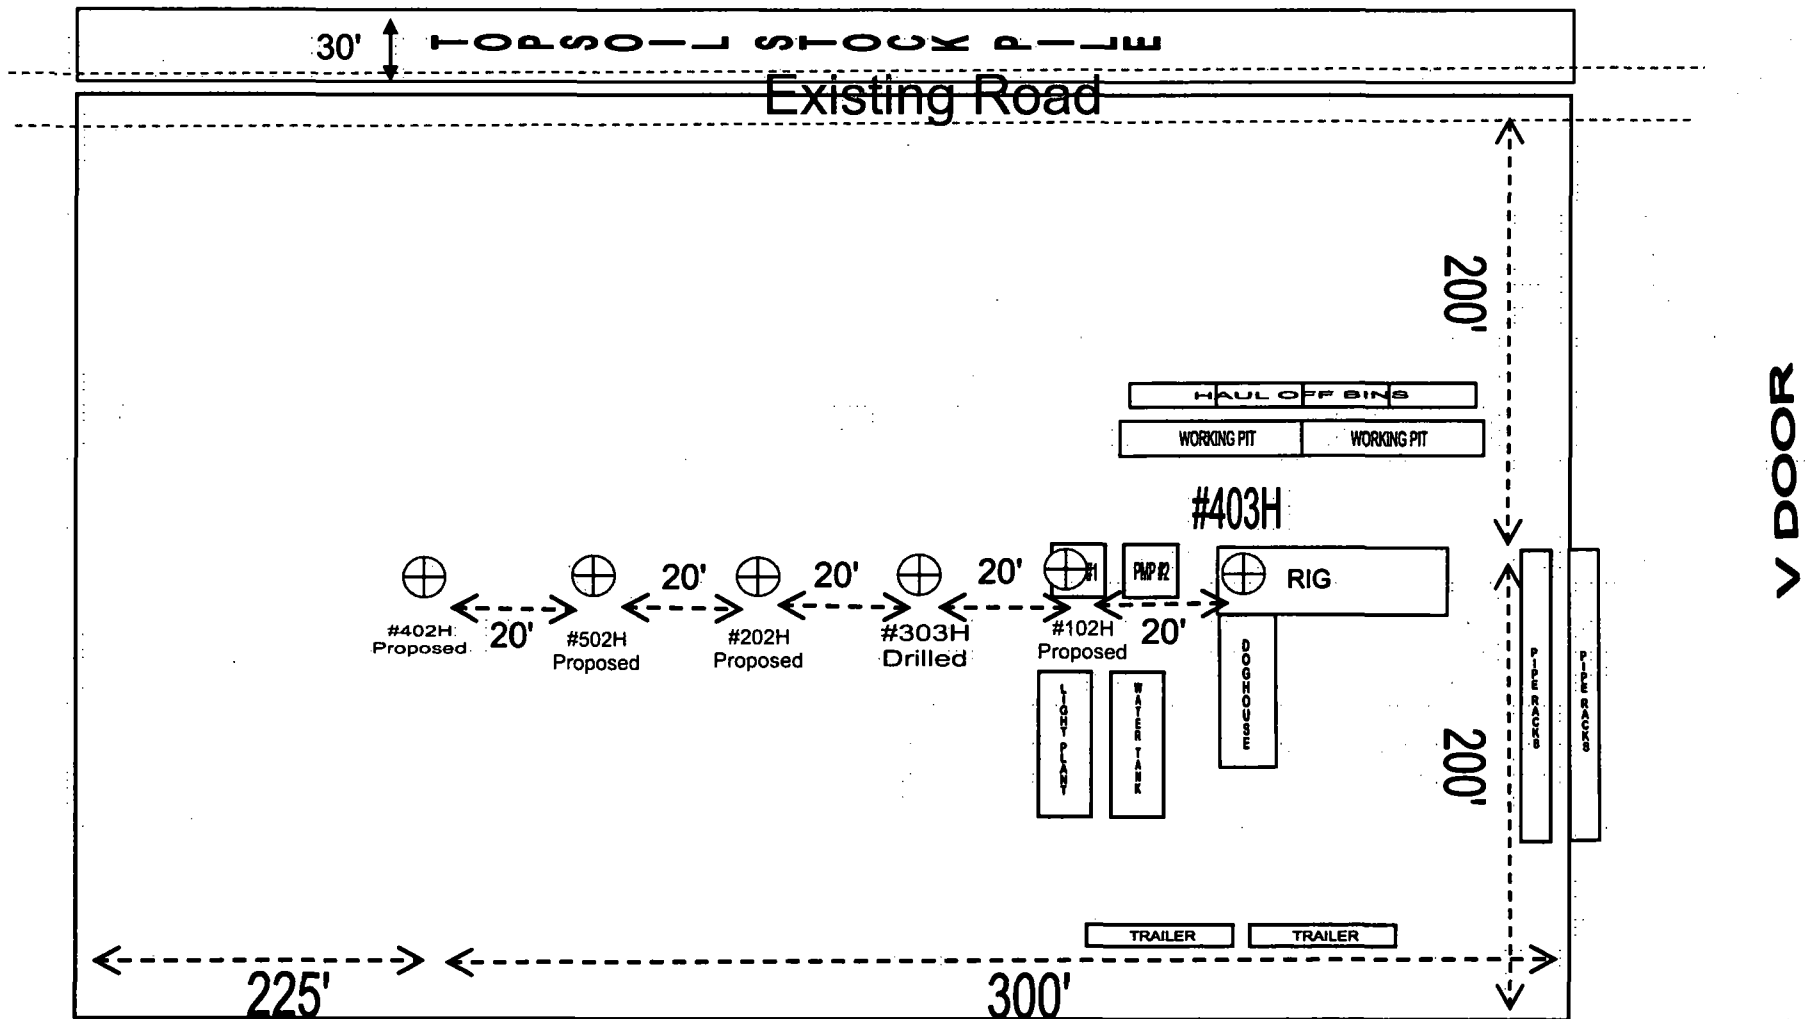 30'
TOPSOIL STOCK PILE
Existing Road
200'
HAUL OFF BINS
WORKING PIT
WORKING PIT
V DOOR
#403H
#1
PMP #2
RIG
20'
20'
20'
20'
20'
#402H
Proposed
#502H
Proposed
#202H
Proposed
#303H
Drilled
#102H
Proposed
DOGHOUSE
LIGHT PLANT
WATER TANK
PIPE RACKS
PIPE RACKS
200'
TRAILER
TRAILER
225'
300'